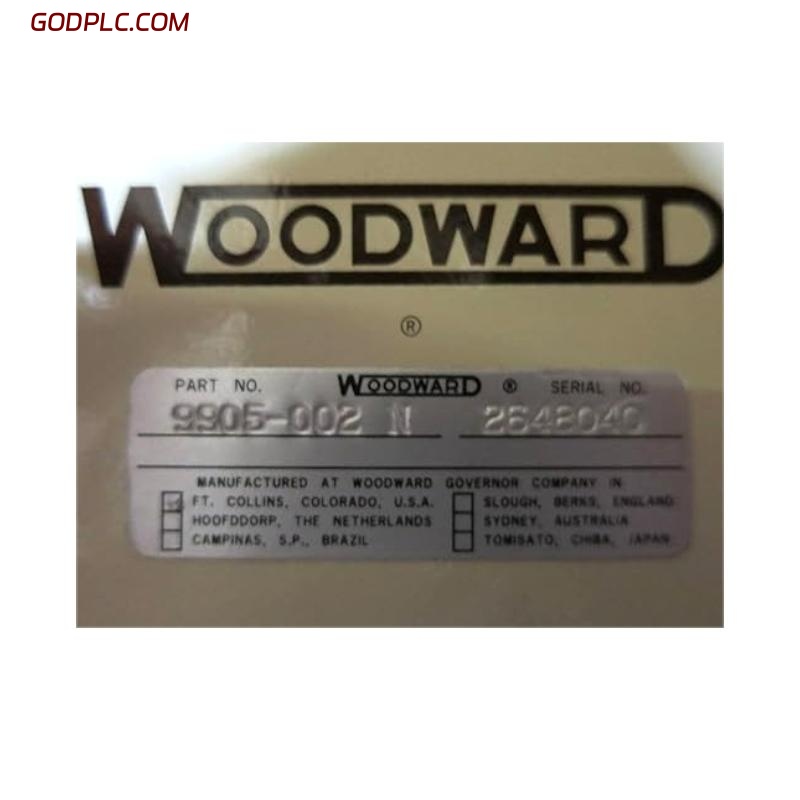 GODPLC.COM
WOODWARD
®
PART NO. WOODWARD ® SERIAL NO.
9905-002 N 2648040
MANUFACTURED AT WOODWARD GOVERNOR COMPANY IN:
FT. COLLINS, COLORADO, U.S.A. SLOUGH, BERKS, ENGLAND
HOOFDDORP, THE NETHERLANDS SYDNEY, AUSTRALIA
CAMPINAS, S.P., BRAZIL TOMISATO, CHIBA, JAPAN